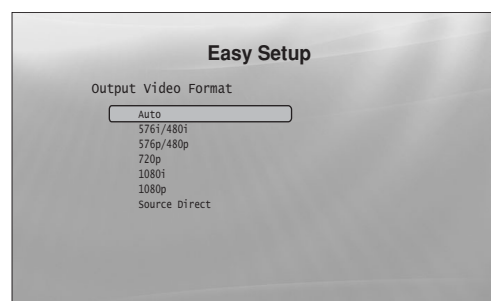 Easy Setup
Output Video Format
Auto
576i/480i
576p/480p
720p
1080i
1080p
Source Direct